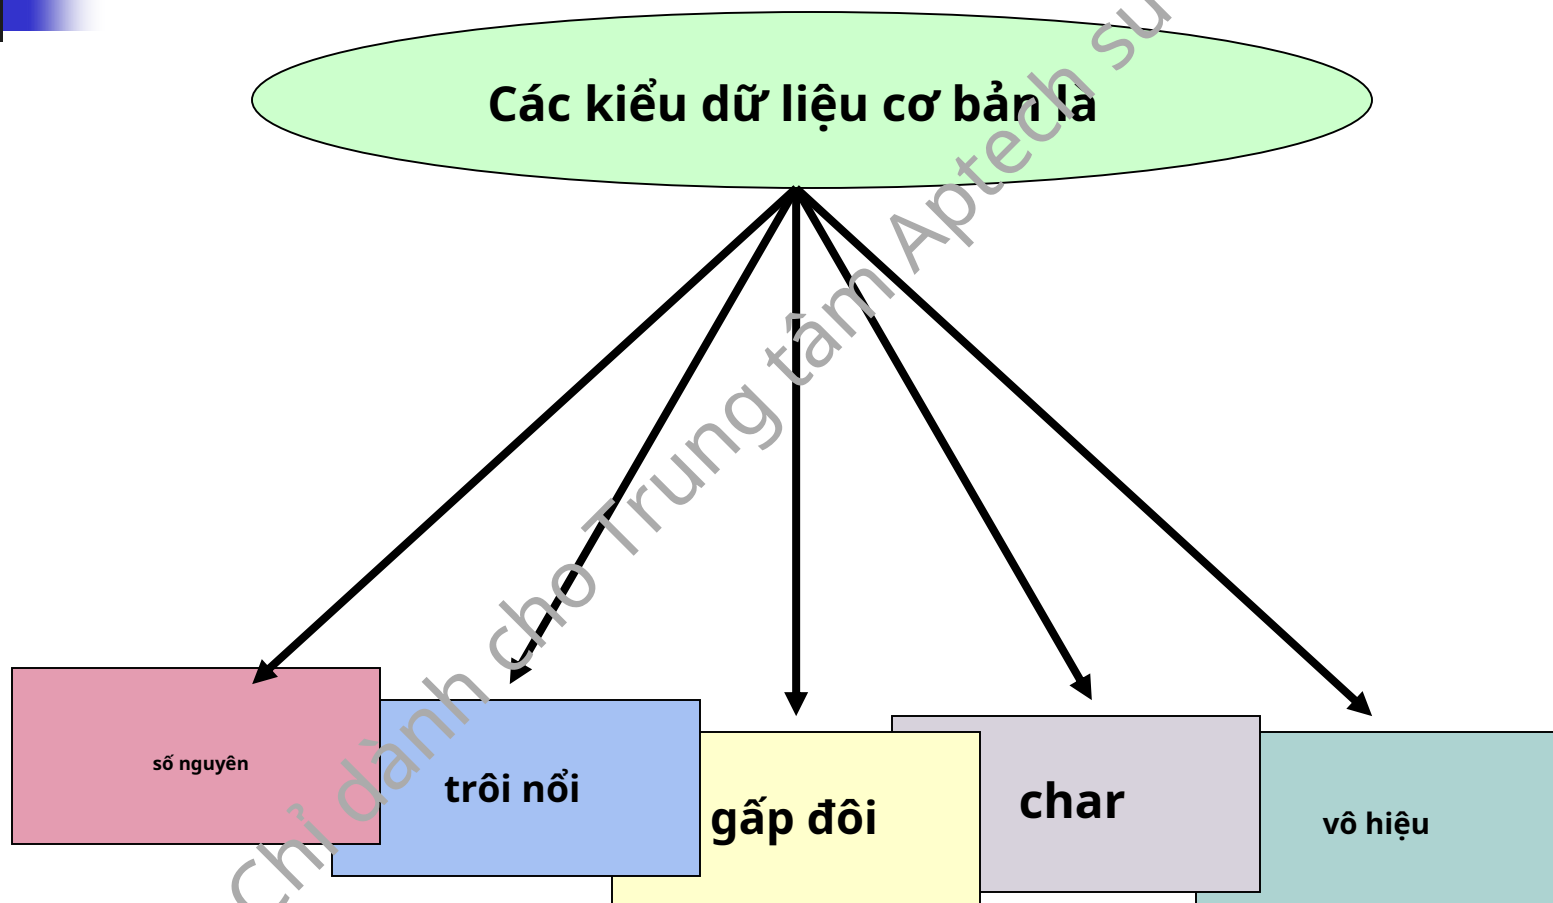 Các kiểu dữ liệu cơ bản là
số nguyên
trôi nổi
gấp đôi
char
vô hiệu
Chỉ dành cho Trung tâm Aptech sử